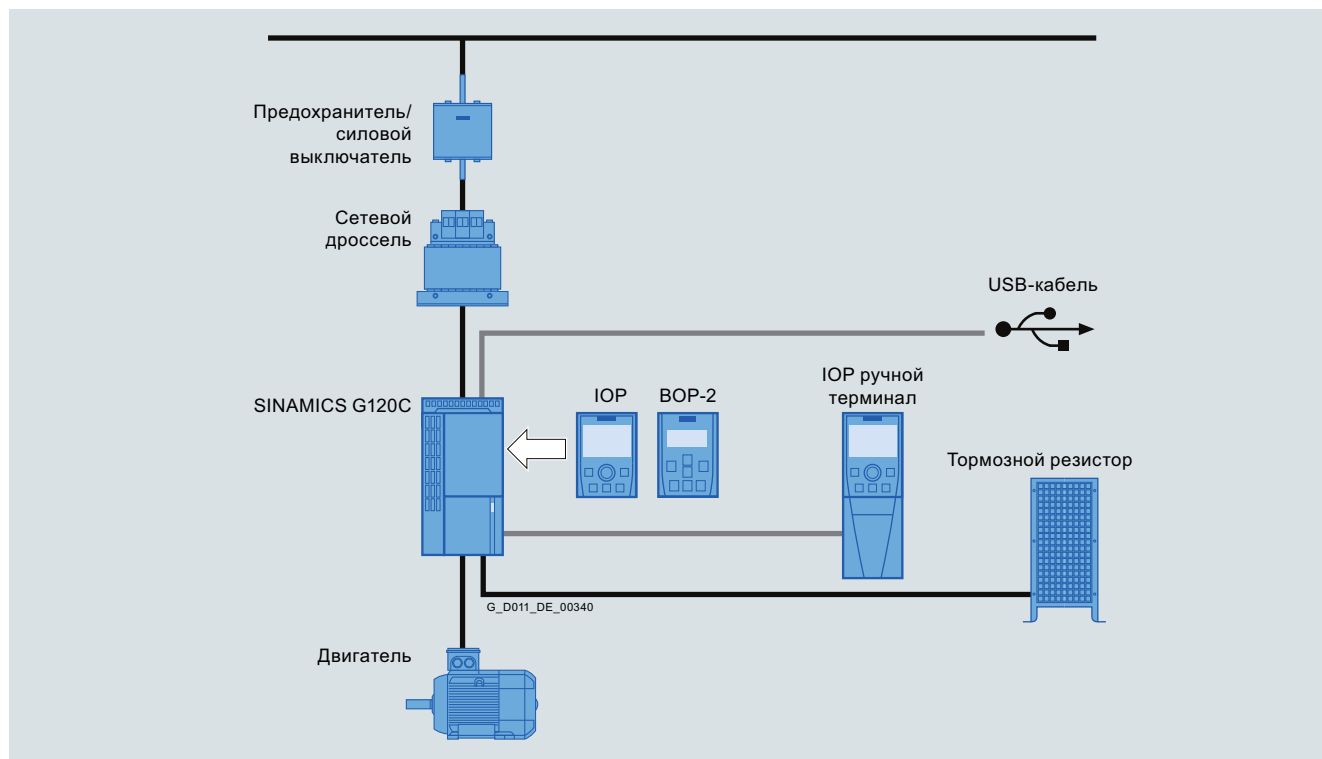 Предохранитель/
силовой
выключатель
Сетевой
дроссель
USB-кабель
IOP ручной
терминал
SINAMICS G120C
IOP
BOP-2
Тормозной резистор
G_D011_DE_00340
Двигатель